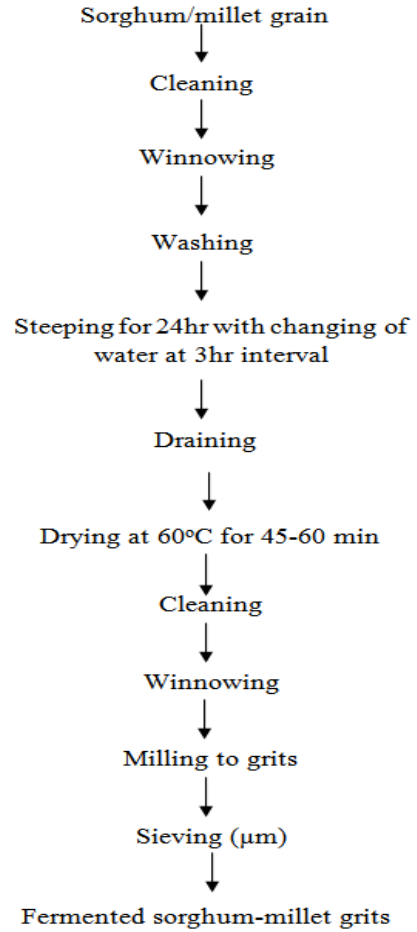 Sorghum/millet grain
Cleaning
Winnowing
Washing
Steeping for 24hr with changing of
water at 3hr interval
Draining
Drying at 60°C for 45-60 min
Cleaning
Winnowing
Milling to grits
Sieving (µm)
Fermented sorghum-millet grits